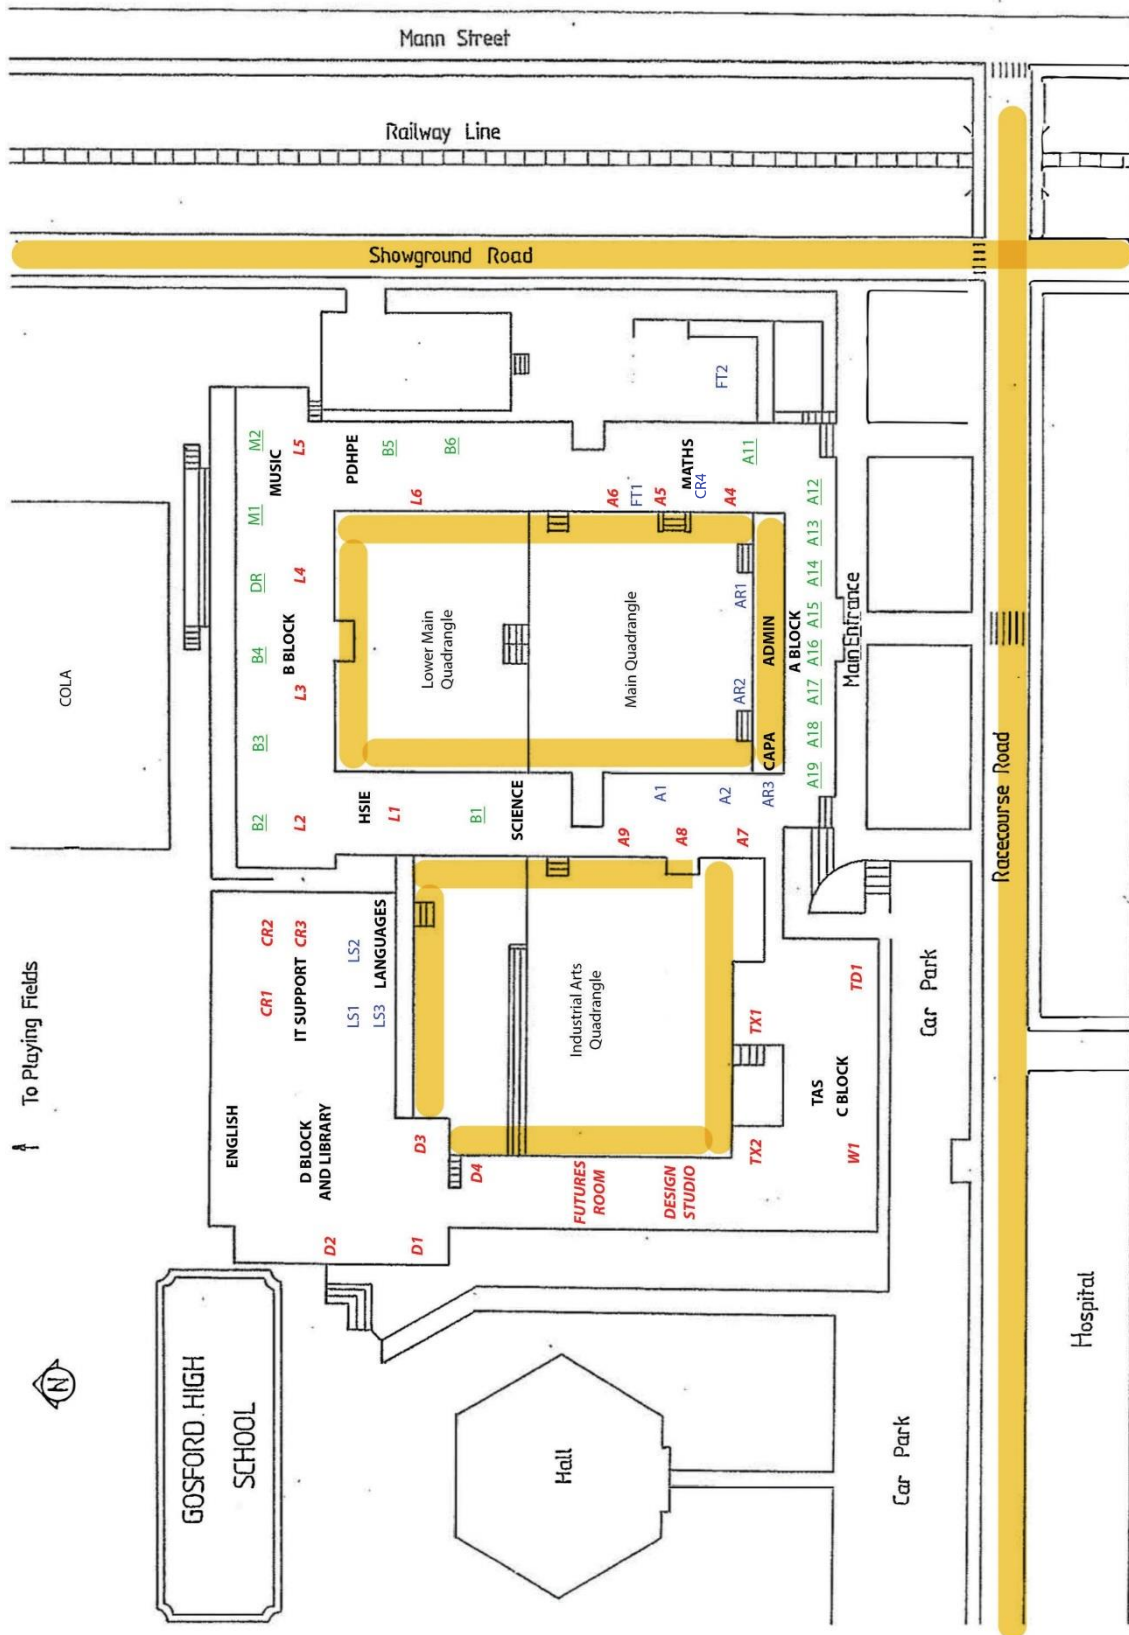 Mann Street
Railway Line
Showground Road
FT2
M2
L5
MUSIC
PDHPE
B5
B6
MATHS
A11
M1
L6
A6
FT1
A5
CR4
A4
A12
A13
DR
L4
AR1
A14
COLA
B4
B BLOCK
L3
Lower Main
Quadrangle
Main Quadrangle
AR2
ADMIN
A BLOCK
A15
A16
A17
Main Entrance
B3
CAPA
A18
A19
B2
L2
HSIE
L1
B1
SCIENCE
A1
A2
AR3
A9
A8
A7
Racecourse Road
To Playing Fields
CR2
CR1
IT SUPPORT
CR3
LS2
LS1
LS3
LANGUAGES
Industrial Arts
Quadrangle
TX1
TD1
Car Park
ENGLISH
D BLOCK
AND LIBRARY
D3
D4
FUTURES
ROOM
DESIGN
STUDIO
TX2
TAS
C BLOCK
W1
D2
D1
N
GOSFORD HIGH
SCHOOL
Hall
Car Park
Hospital